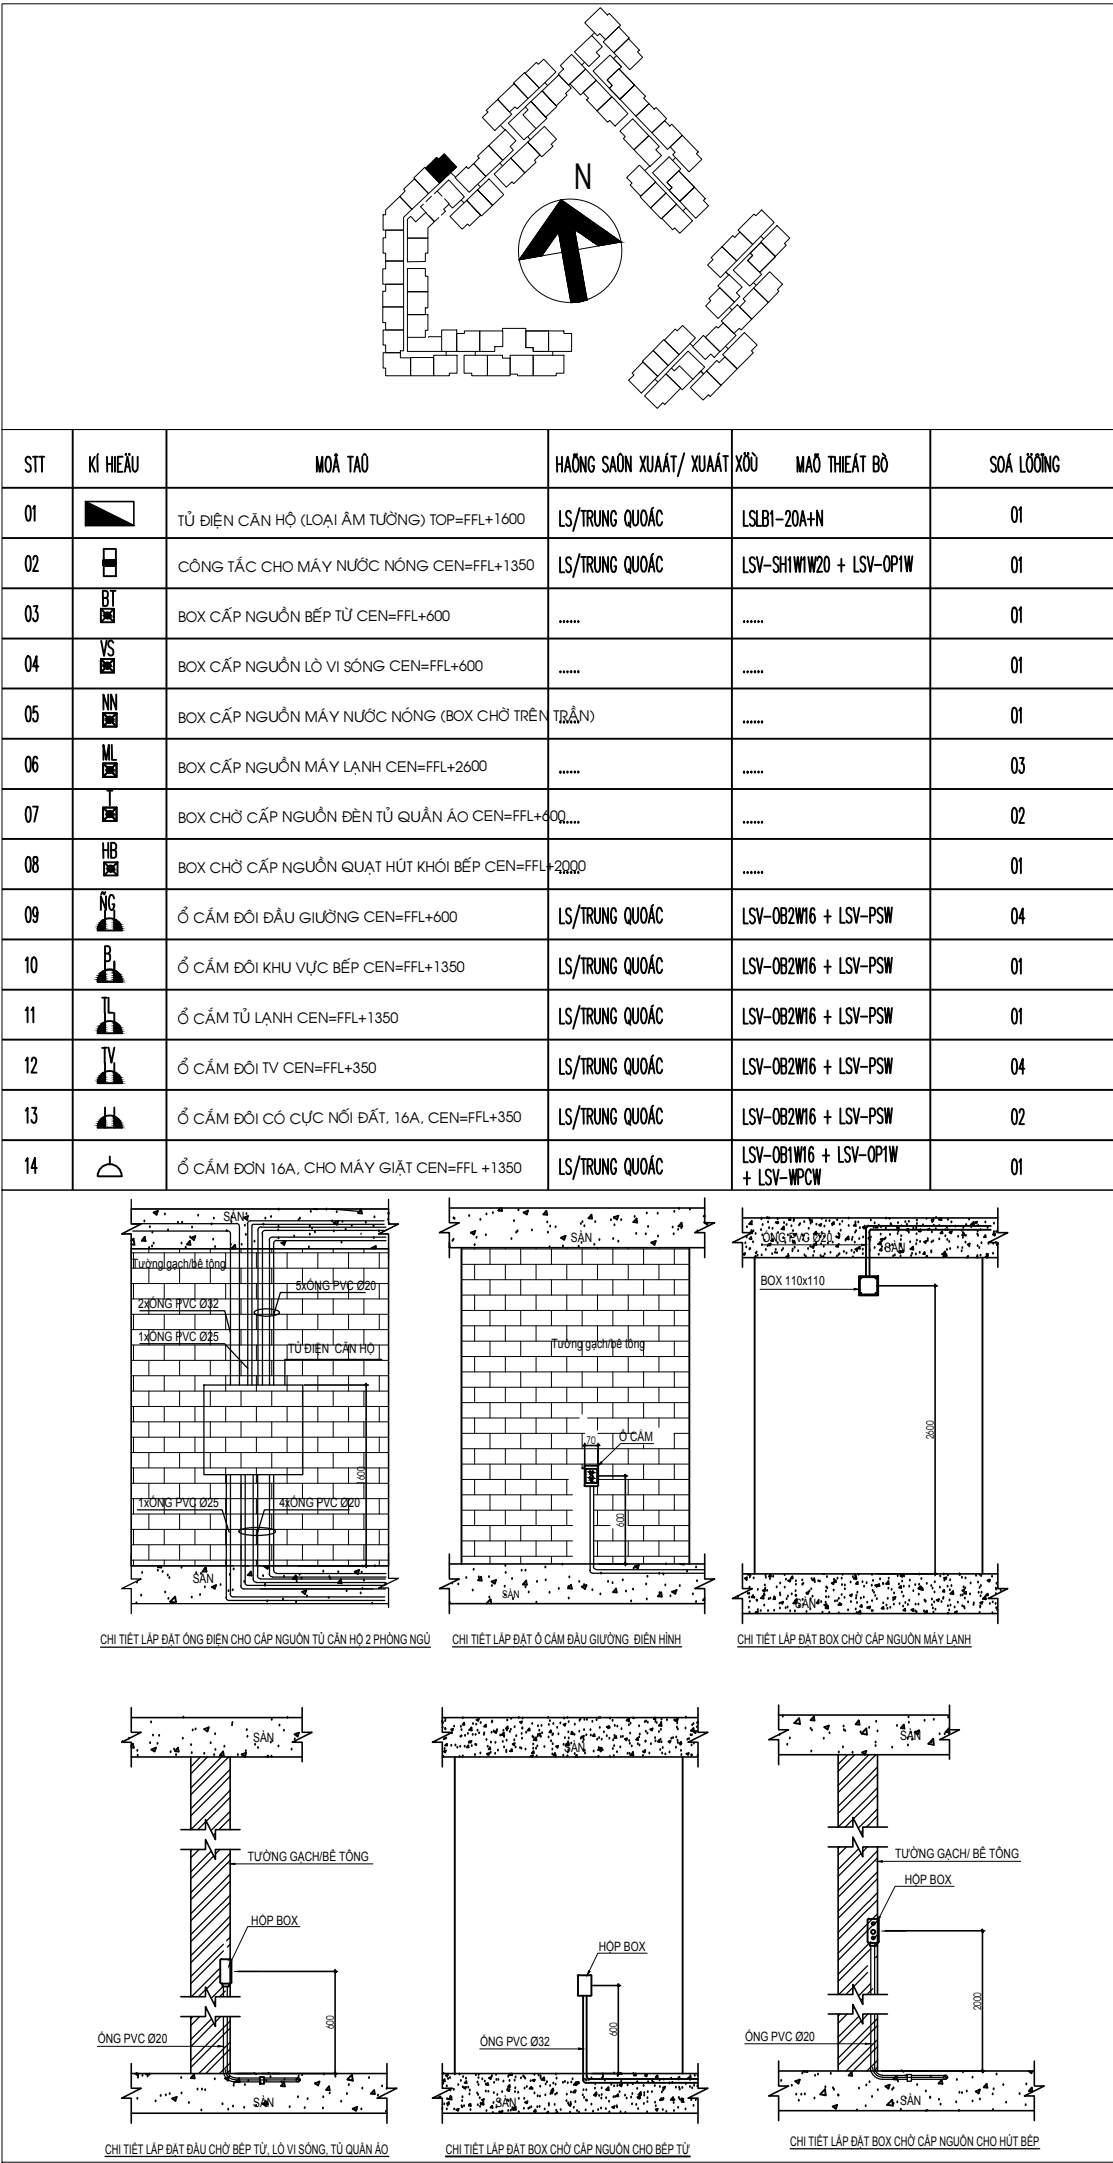 N
STT KÍ HIEÄU MOÂ TAÛ HAÕNG SAÛN XUAÁT/ XUAÁT XÖÙ MAÕ THIEÁT BÒ SOÁ LÖÔÏNG
01 TỦ ĐIỆN CĂN HỘ (LOẠI ÂM TƯỜNG) TOP=FFL+1600 LS/TRUNG QUOÁC LSLB1-20A+N 01
02 CÔNG TẮC CHO MÁY NƯỚC NÓNG CEN=FFL+1350 LS/TRUNG QUOÁC LSV-SH1W1W20 + LSV-OP1W 01
03 BT BOX CẤP NGUỒN BẾP TỪ CEN=FFL+600 ...... ...... 01
04 VS BOX CẤP NGUỒN LÒ VI SÓNG CEN=FFL+600 ...... ...... 01
05 NN BOX CẤP NGUỒN MÁY NƯỚC NÓNG (BOX CHỜ TRÊN TRẦN) ...... ...... 01
06 ML BOX CẤP NGUỒN MÁY LẠNH CEN=FFL+2600 ...... ...... 03
07 T BOX CHỜ CẤP NGUỒN ĐÈN TỦ QUẦN ÁO CEN=FFL+600 ...... ...... 02
08 HB BOX CHỜ CẤP NGUỒN QUẠT HÚT KHÓI BẾP CEN=FFL+2000 ...... ...... 01
09 ÑG Ổ CẮM ĐÔI ĐẦU GIƯỜNG CEN=FFL+600 LS/TRUNG QUOÁC LSV-OB2W16 + LSV-PSW 04
10 B Ổ CẮM ĐÔI KHU VỰC BẾP CEN=FFL+1350 LS/TRUNG QUOÁC LSV-OB2W16 + LSV-PSW 01
11 TL Ổ CẮM TỦ LẠNH CEN=FFL+1350 LS/TRUNG QUOÁC LSV-OB2W16 + LSV-PSW 01
12 TV Ổ CẮM ĐÔI TV CEN=FFL+350 LS/TRUNG QUOÁC LSV-OB2W16 + LSV-PSW 04
13 Ổ CẮM ĐÔI CÓ CỰC NỐI ĐẤT, 16A, CEN=FFL+350 LS/TRUNG QUOÁC LSV-OB2W16 + LSV-PSW 02
14 Ổ CẮM ĐƠN 16A, CHO MÁY GIẶT CEN=FFL +1350 LS/TRUNG QUOÁC LSV-OB1W16 + LSV-OP1W 01
+ LSV-WPCW
SÀN
Tường gạch/bê tông
5xỐNG PVC Ø20
2xỐNG PVC Ø32
1xỐNG PVC Ø25
TỦ ĐIỆN CĂN HỘ
1600
1xỐNG PVC Ø25
4xỐNG PVC Ø20
SÀN
CHI TIẾT LẮP ĐẶT ỐNG ĐIỆN CHO CẤP NGUỒN TỦ CĂN HỘ 2 PHÒNG NGỦ
SÀN
Tường gạch/bê tông
70
Ổ CẮM
600
SÀN
CHI TIẾT LẮP ĐẶT Ổ CẮM ĐẦU GIƯỜNG ĐIỂN HÌNH
ỐNG PVC Ø20
SÀN
BOX 110x110
2600
SÀN
CHI TIẾT LẮP ĐẶT BOX CHỜ CẤP NGUỒN MÁY LẠNH
SÀN
TƯỜNG GẠCH/BÊ TÔNG
HỘP BOX
600
ỐNG PVC Ø20
SÀN
CHI TIẾT LẮP ĐẶT ĐẦU CHỜ BẾP TỪ, LÒ VI SÓNG, TỦ QUẦN ÁO
SÀN
HỘP BOX
600
ỐNG PVC Ø32
SÀN
CHI TIẾT LẮP ĐẶT BOX CHỜ CẤP NGUỒN CHO BẾP TỪ
SÀN
TƯỜNG GẠCH/ BÊ TÔNG
HỘP BOX
2000
ỐNG PVC Ø20
SÀN
CHI TIẾT LẮP ĐẶT BOX CHỜ CẤP NGUỒN CHO HÚT BẾP